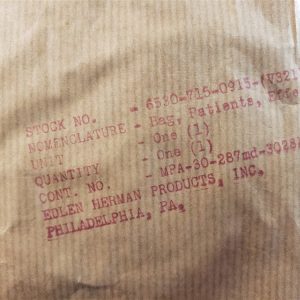 STOCK NO. - 6530-715-0915-(V321
NOMENCLATURE - Bag, Patients, Effe
UNIT - One (1)
QUANTITY - One (1)
CONT. NO. - MPA-30-287md-3028/
EDLEN HERMAN PRODUCTS, INC.
PHILADELPHIA, PA.